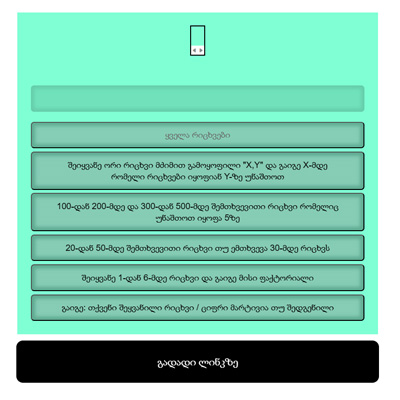 ყველა რიცხვები
შეიყვანე ორი რიცხვი მძიმით გამოყოფილი "X,Y" და გაიგე X-მდე
რომელი რიცხვები იყოფიან Y-ზე უნაშთოთ
100-დან 200-მდე და 300-დან 500-მდე შემთხვევითი რიცხვი რომელიც
უნაშთოთ იყოფა 5ზე
20-დან 50-მდე შემთხვევითი რიცხვი თუ ემთხვევა 30-მდე რიცხვს
შეიყვანე 1-დან 6-მდე რიცხვი და გაიგე მისი ფაქტორიალი
გაიგე: თქვენი შეყვანილი რიცხვი / ციფრი მარტივია თუ შედგენილი
გადადი ლინკზე